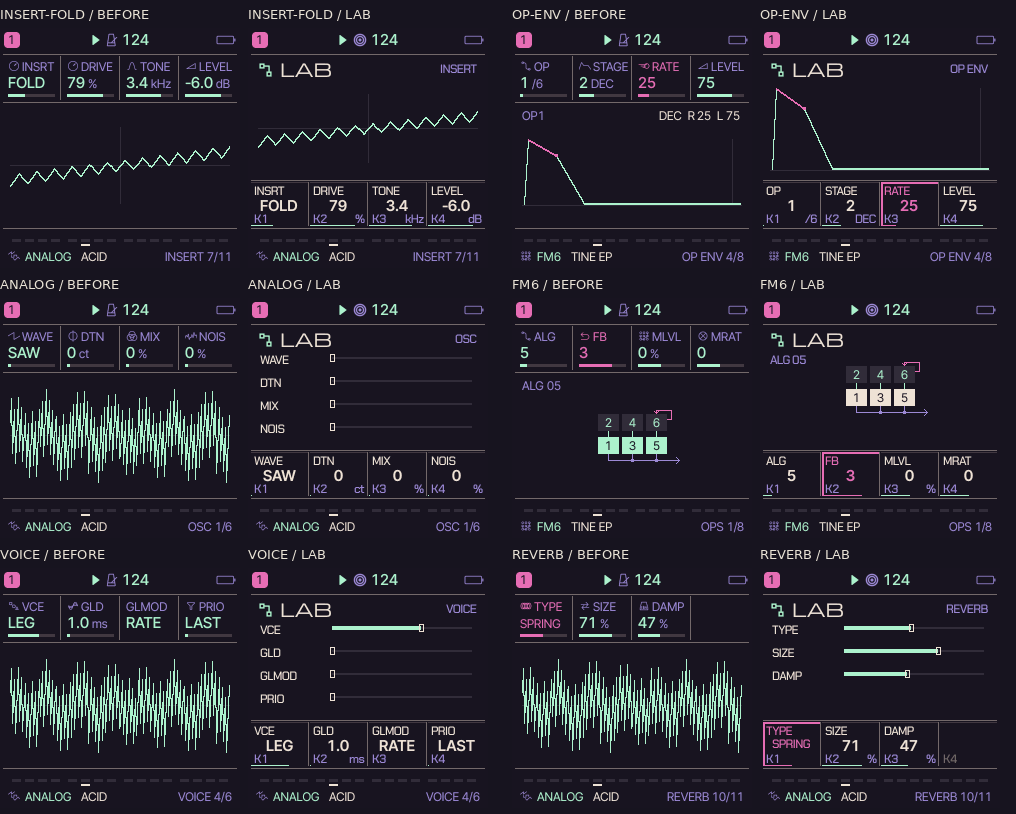 INSERT-FOLD / BEFORE
1 124
INSRT DRIVE TONE LEVEL
FOLD 79 % 3.4 kHz -6.0 dB
ANALOG ACID INSERT 7/11
INSERT-FOLD / LAB
1 124
LAB INSERT
INSRT DRIVE TONE LEVEL
FOLD 79 3.4 -6.0
K1 K2 % K3 kHz K4 dB
ANALOG ACID INSERT 7/11
OP-ENV / BEFORE
1 124
OP STAGE RATE LEVEL
1 /6 2 DEC 25 75
OP1 DEC R 25 L 75
FM6 TINE EP OP ENV 4/8
OP-ENV / LAB
1 124
LAB OP ENV
OP STAGE RATE LEVEL
1 2 25 75
K1 /6 K2 DEC K3 K4
FM6 TINE EP OP ENV 4/8
ANALOG / BEFORE
1 124
WAVE DTN MIX NOIS
SAW 0 ct 0 % 0 %
ANALOG ACID OSC 1/6
ANALOG / LAB
1 124
LAB OSC
WAVE
DTN
MIX
NOIS
WAVE DTN MIX NOIS
SAW 0 0 0
K1 K2 ct K3 % K4 %
ANALOG ACID OSC 1/6
FM6 / BEFORE
1 124
ALG FB MLVL MRAT
5 3 0 % 0
ALG 05
2 4 6
1 3 5
FM6 TINE EP OPS 1/8
FM6 / LAB
1 124
LAB
ALG 05
2 4 6
1 3 5
ALG FB MLVL MRAT
5 3 0 0
K1 K2 K3 % K4
FM6 TINE EP OPS 1/8
VOICE / BEFORE
1 124
VCE GLD GLMOD PRIO
LEG 1.0 ms RATE LAST
ANALOG ACID VOICE 4/6
VOICE / LAB
1 124
LAB VOICE
VCE
GLD
GLMOD
PRIO
VCE GLD GLMOD PRIO
LEG 1.0 RATE LAST
K1 K2 ms K3 K4
ANALOG ACID VOICE 4/6
REVERB / BEFORE
1 124
TYPE SIZE DAMP
SPRING 71 % 47 %
ANALOG ACID REVERB 10/11
REVERB / LAB
1 124
LAB REVERB
TYPE
SIZE
DAMP
TYPE SIZE DAMP
SPRING 71 47
K1 K2 % K3 % K4
ANALOG ACID REVERB 10/11